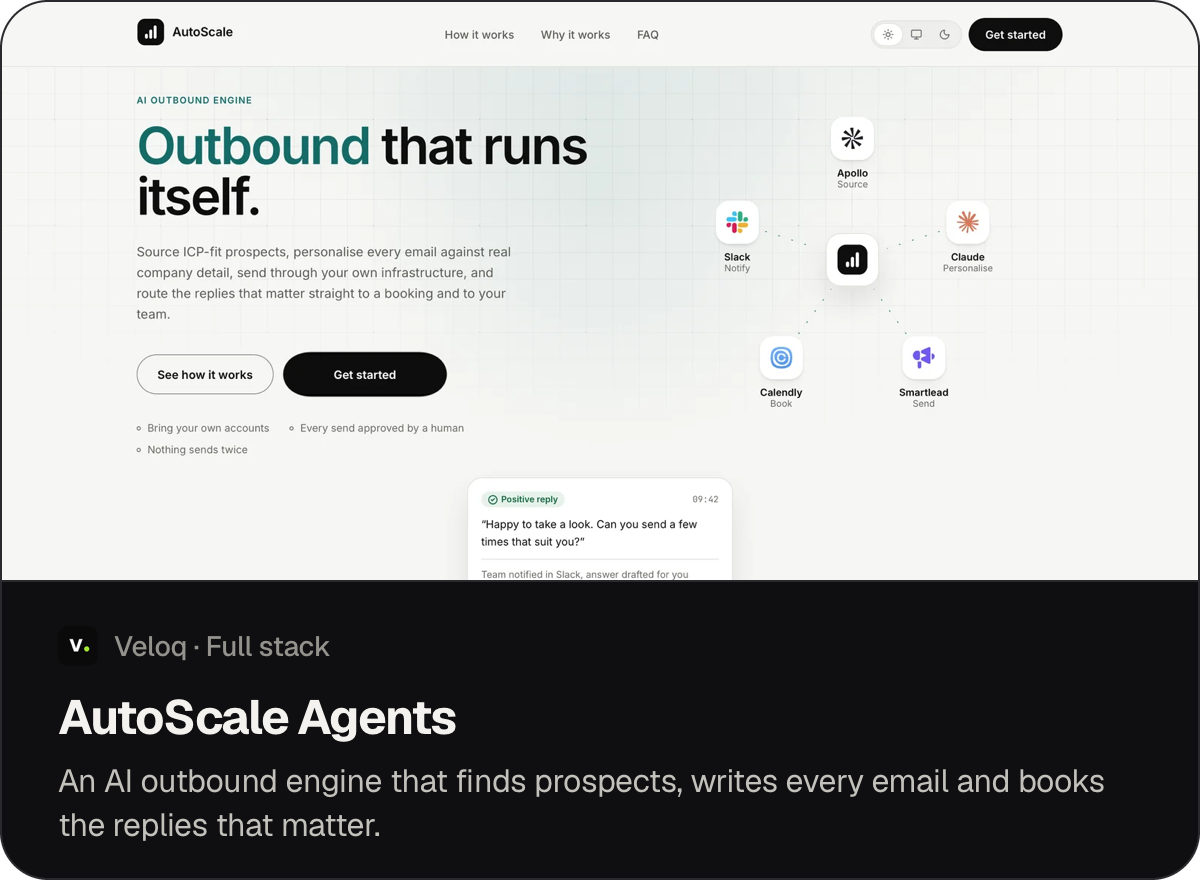 AutoScale
How it works
Why it works
FAQ
Get started
AI OUTBOUND ENGINE
Outbound that runs
itself.
Source ICP-fit prospects, personalise every email against real
company detail, send through your own infrastructure, and
route the replies that matter straight to a booking and to your
team.
See how it works
Get started
Bring your own accounts
Every send approved by a human
Nothing sends twice
Apollo
Source
Slack
Notify
Claude
Personalise
Calendly
Book
Smartlead
Send
Positive reply
09:42
“Happy to take a look. Can you send a few
times that suit you?”
Team notified in Slack, answer drafted for you
v.
Veloq · Full stack
AutoScale Agents
An AI outbound engine that finds prospects, writes every email and books
the replies that matter.